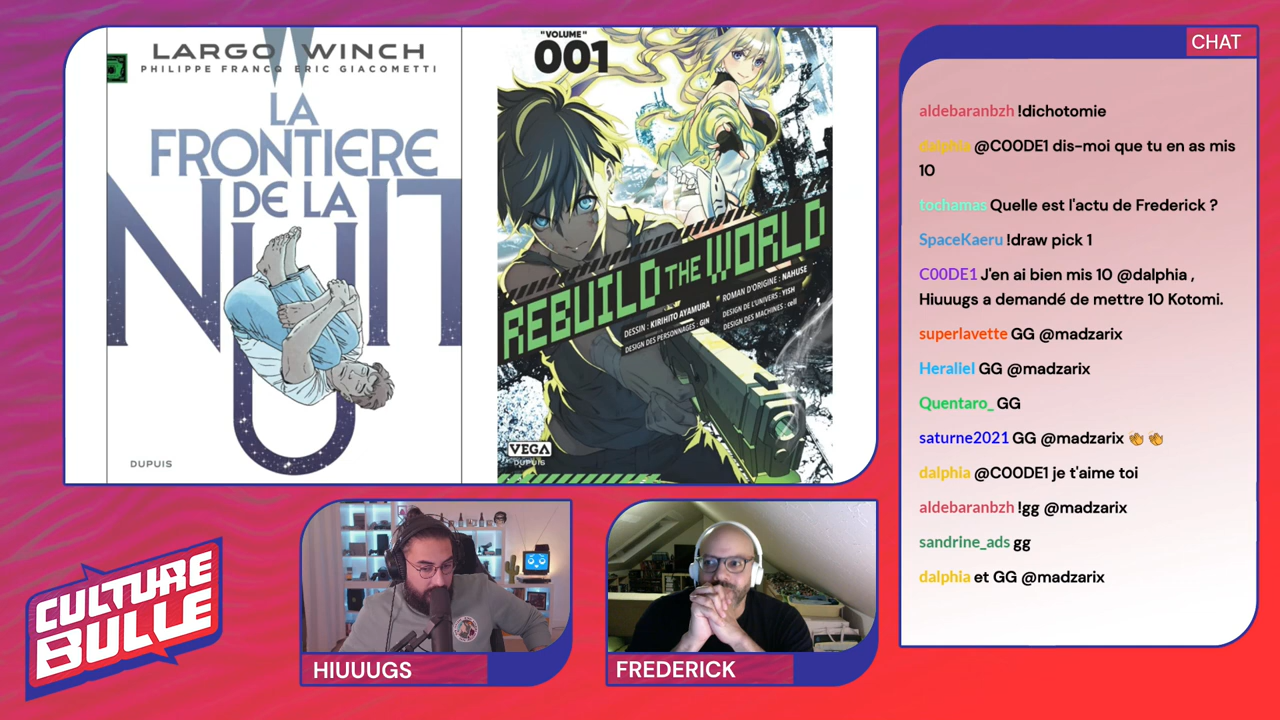 LARGO WINCH
PHILIPPE FRANCQ ERIC GIACOMETTI
LA
FRONTIERE
DE LA
NUIT
DUPUIS
"VOLUME"
001
REBUILD THE WORLD
DESSIN : KIRIHITO AYAMURA
DESIGN DES PERSONNAGES : GIN
ROMAN D'ORIGINE : NAHUSE
DESIGN DE L'UNIVERS : YISH
DESIGN DES MACHINES : cell
VEGA
DUPUIS
CHAT
aldebaranbzh !dichotomie
dalphia @C00DE1 dis-moi que tu en as mis
10
tochamas Quelle est l'actu de Frederick ?
SpaceKaeru !draw pick 1
C00DE1 J'en ai bien mis 10 @dalphia ,
Hiuuugs a demandé de mettre 10 Kotomi.
superlavette GG @madzarix
Heraliel GG @madzarix
Quentaro_ GG
saturne2021 GG @madzarix 👏 👏
dalphia @C00DE1 je t'aime toi
aldebaranbzh !gg @madzarix
sandrine_ads gg
dalphia et GG @madzarix
CULTURE
BULLE
HIUUUGS
FREDERICK